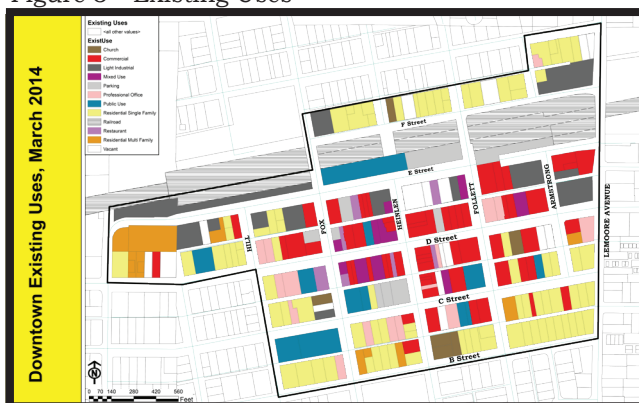 Figure 3 - Existing Uses
Downtown Existing Uses, March 2014
Existing Uses
<all other values>
ExistUse
Church
Commercial
Light Industrial
Mixed Use
Parking
Professional Office
Public Use
Residential Single Family
Railroad
Restaurant
Residential Multi Family
Vacant
F Street
E Street
D Street
C Street
B Street
HILL
FOX
HEINLEN
FOLLETT
ARMSTRONG
LEMOORE AVENUE
N
0 70 140 280 420 560
Feet